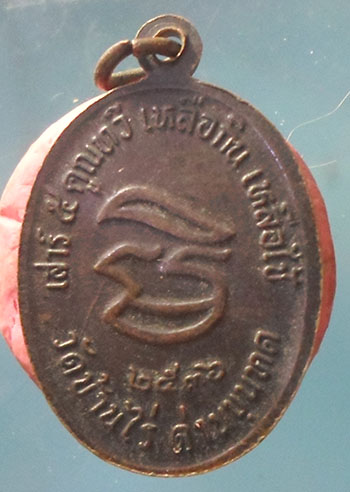 เสาร์ ๕ คูณทวี เหลือกิน เหลือใช้
๒๕๓๖
วัดบ้านไร่ ด่านขุนทด